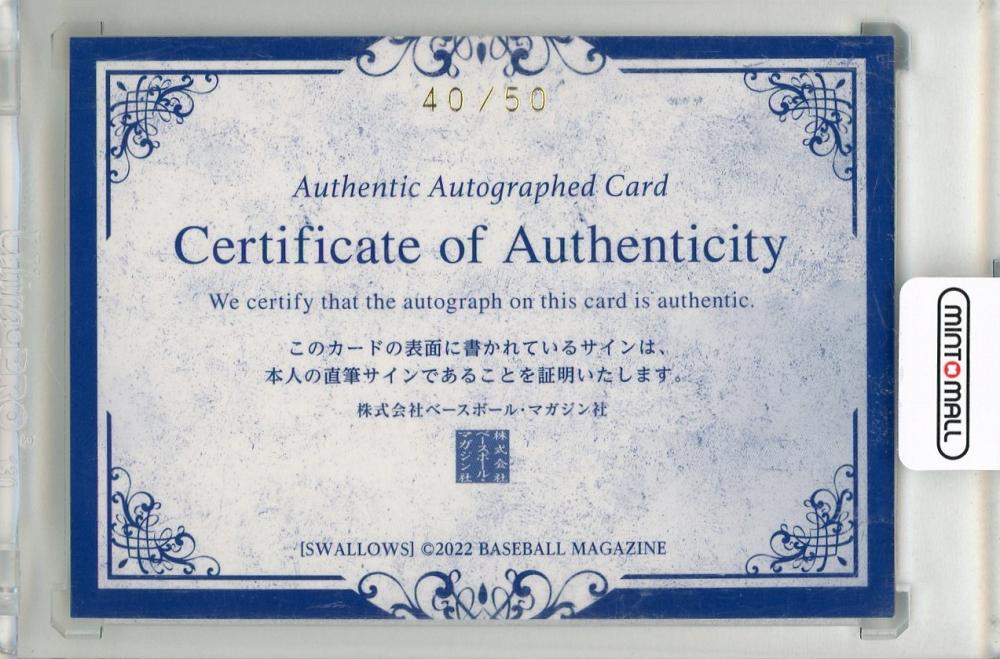 40/50
Authentic Autographed Card
Certificate of Authenticity
We certify that the autograph on this card is authentic.
このカードの表面に書かれているサインは、
本人の直筆サインであることを証明いたします。
株式会社ベースボール・マガジン社
株式会社
ベースボール・
マガジン社
[SWALLOWS] ©2022 BASEBALL MAGAZINE
MINTOMALL
Ultra PRO